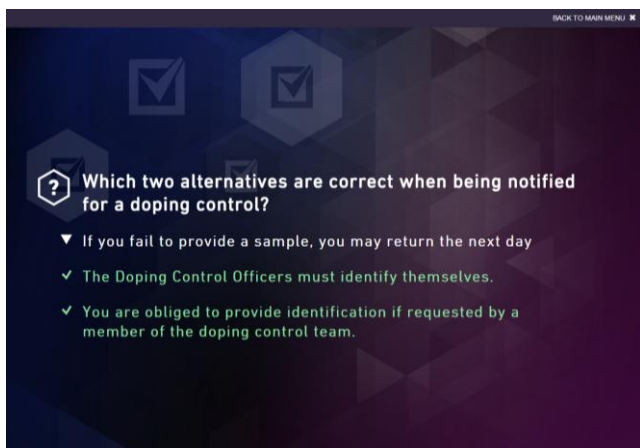 BACK TO MAIN MENU ✖
? Which two alternatives are correct when being notified
for a doping control?
▼ If you fail to provide a sample, you may return the next day
✓ The Doping Control Officers must identify themselves.
✓ You are obliged to provide identification if requested by a
member of the doping control team.